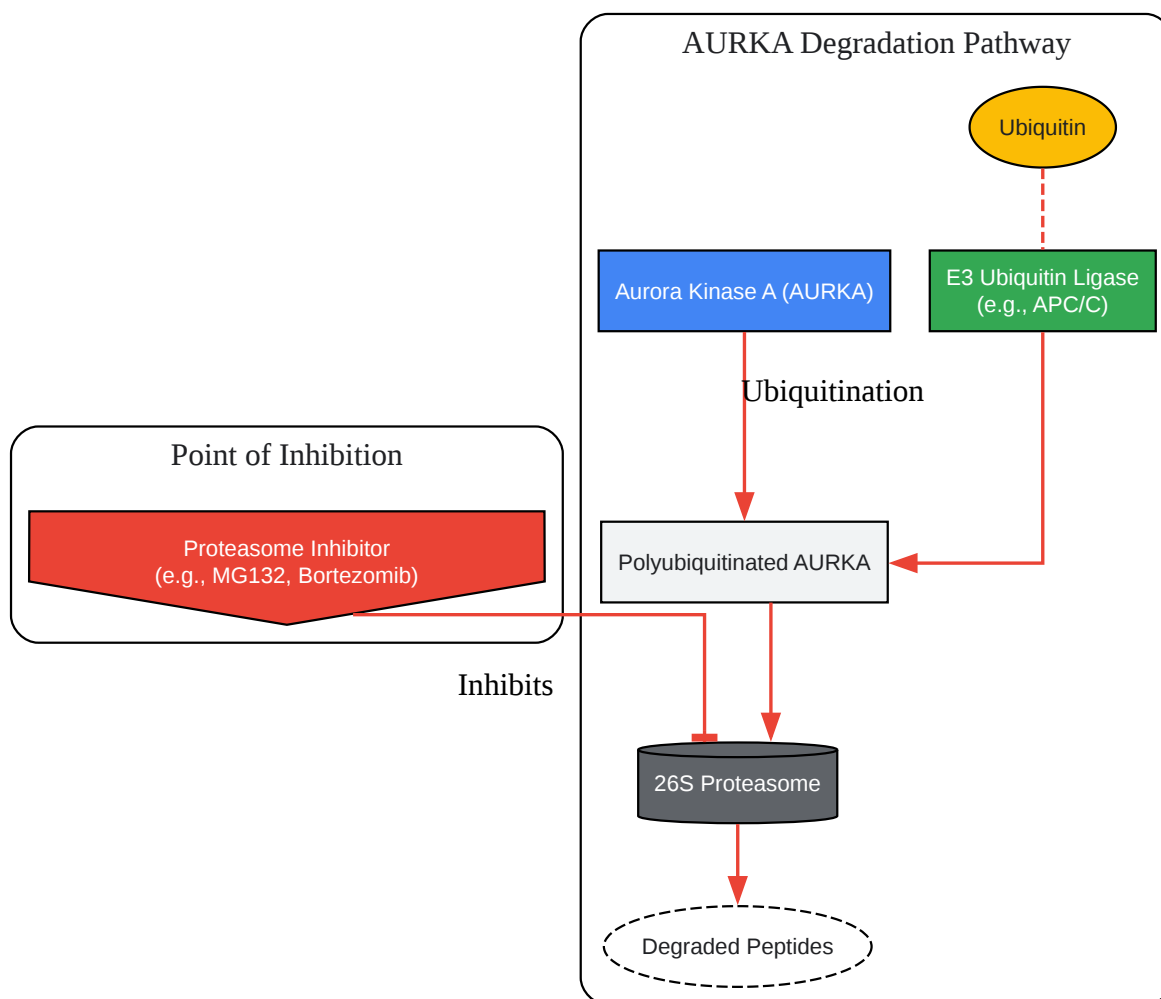 AURKA Degradation Pathway
Ubiquitin
Aurora Kinase A (AURKA)
E3 Ubiquitin Ligase
(e.g., APC/C)
Ubiquitination
Point of Inhibition
Proteasome Inhibitor
(e.g., MG132, Bortezomib)
Polyubiquitinated AURKA
Inhibits
26S Proteasome
Degraded Peptides